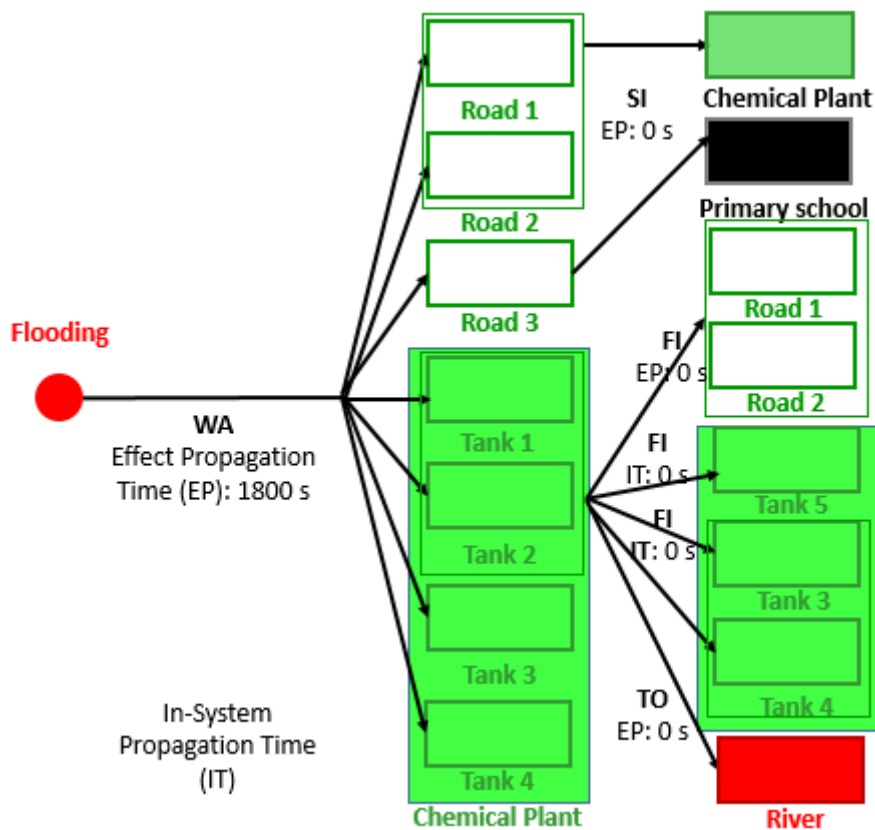 Flooding
WA
Effect Propagation
Time (EP): 1800 s
In-System
Propagation Time
(IT)
Road 1
Road 2
Road 3
Tank 1
Tank 2
Tank 3
Tank 4
Chemical Plant
SI
EP: 0 s
FI
EP: 0 s
FI
IT: 0 s
FI
IT: 0 s
TO
EP: 0 s
Chemical Plant
Primary school
Road 1
Road 2
Tank 5
Tank 3
Tank 4
River